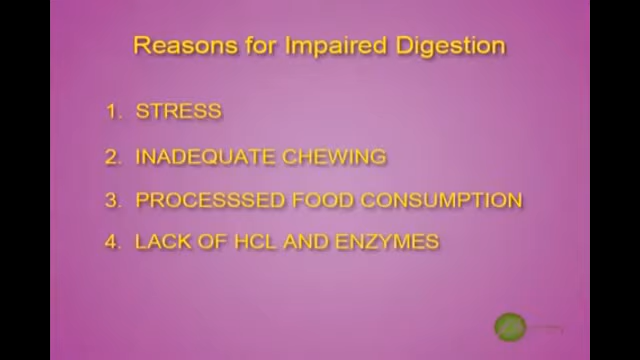 Reasons for Impaired Digestion
1. STRESS
2. INADEQUATE CHEWING
3. PROCESSSED FOOD CONSUMPTION
4. LACK OF HCL AND ENZYMES